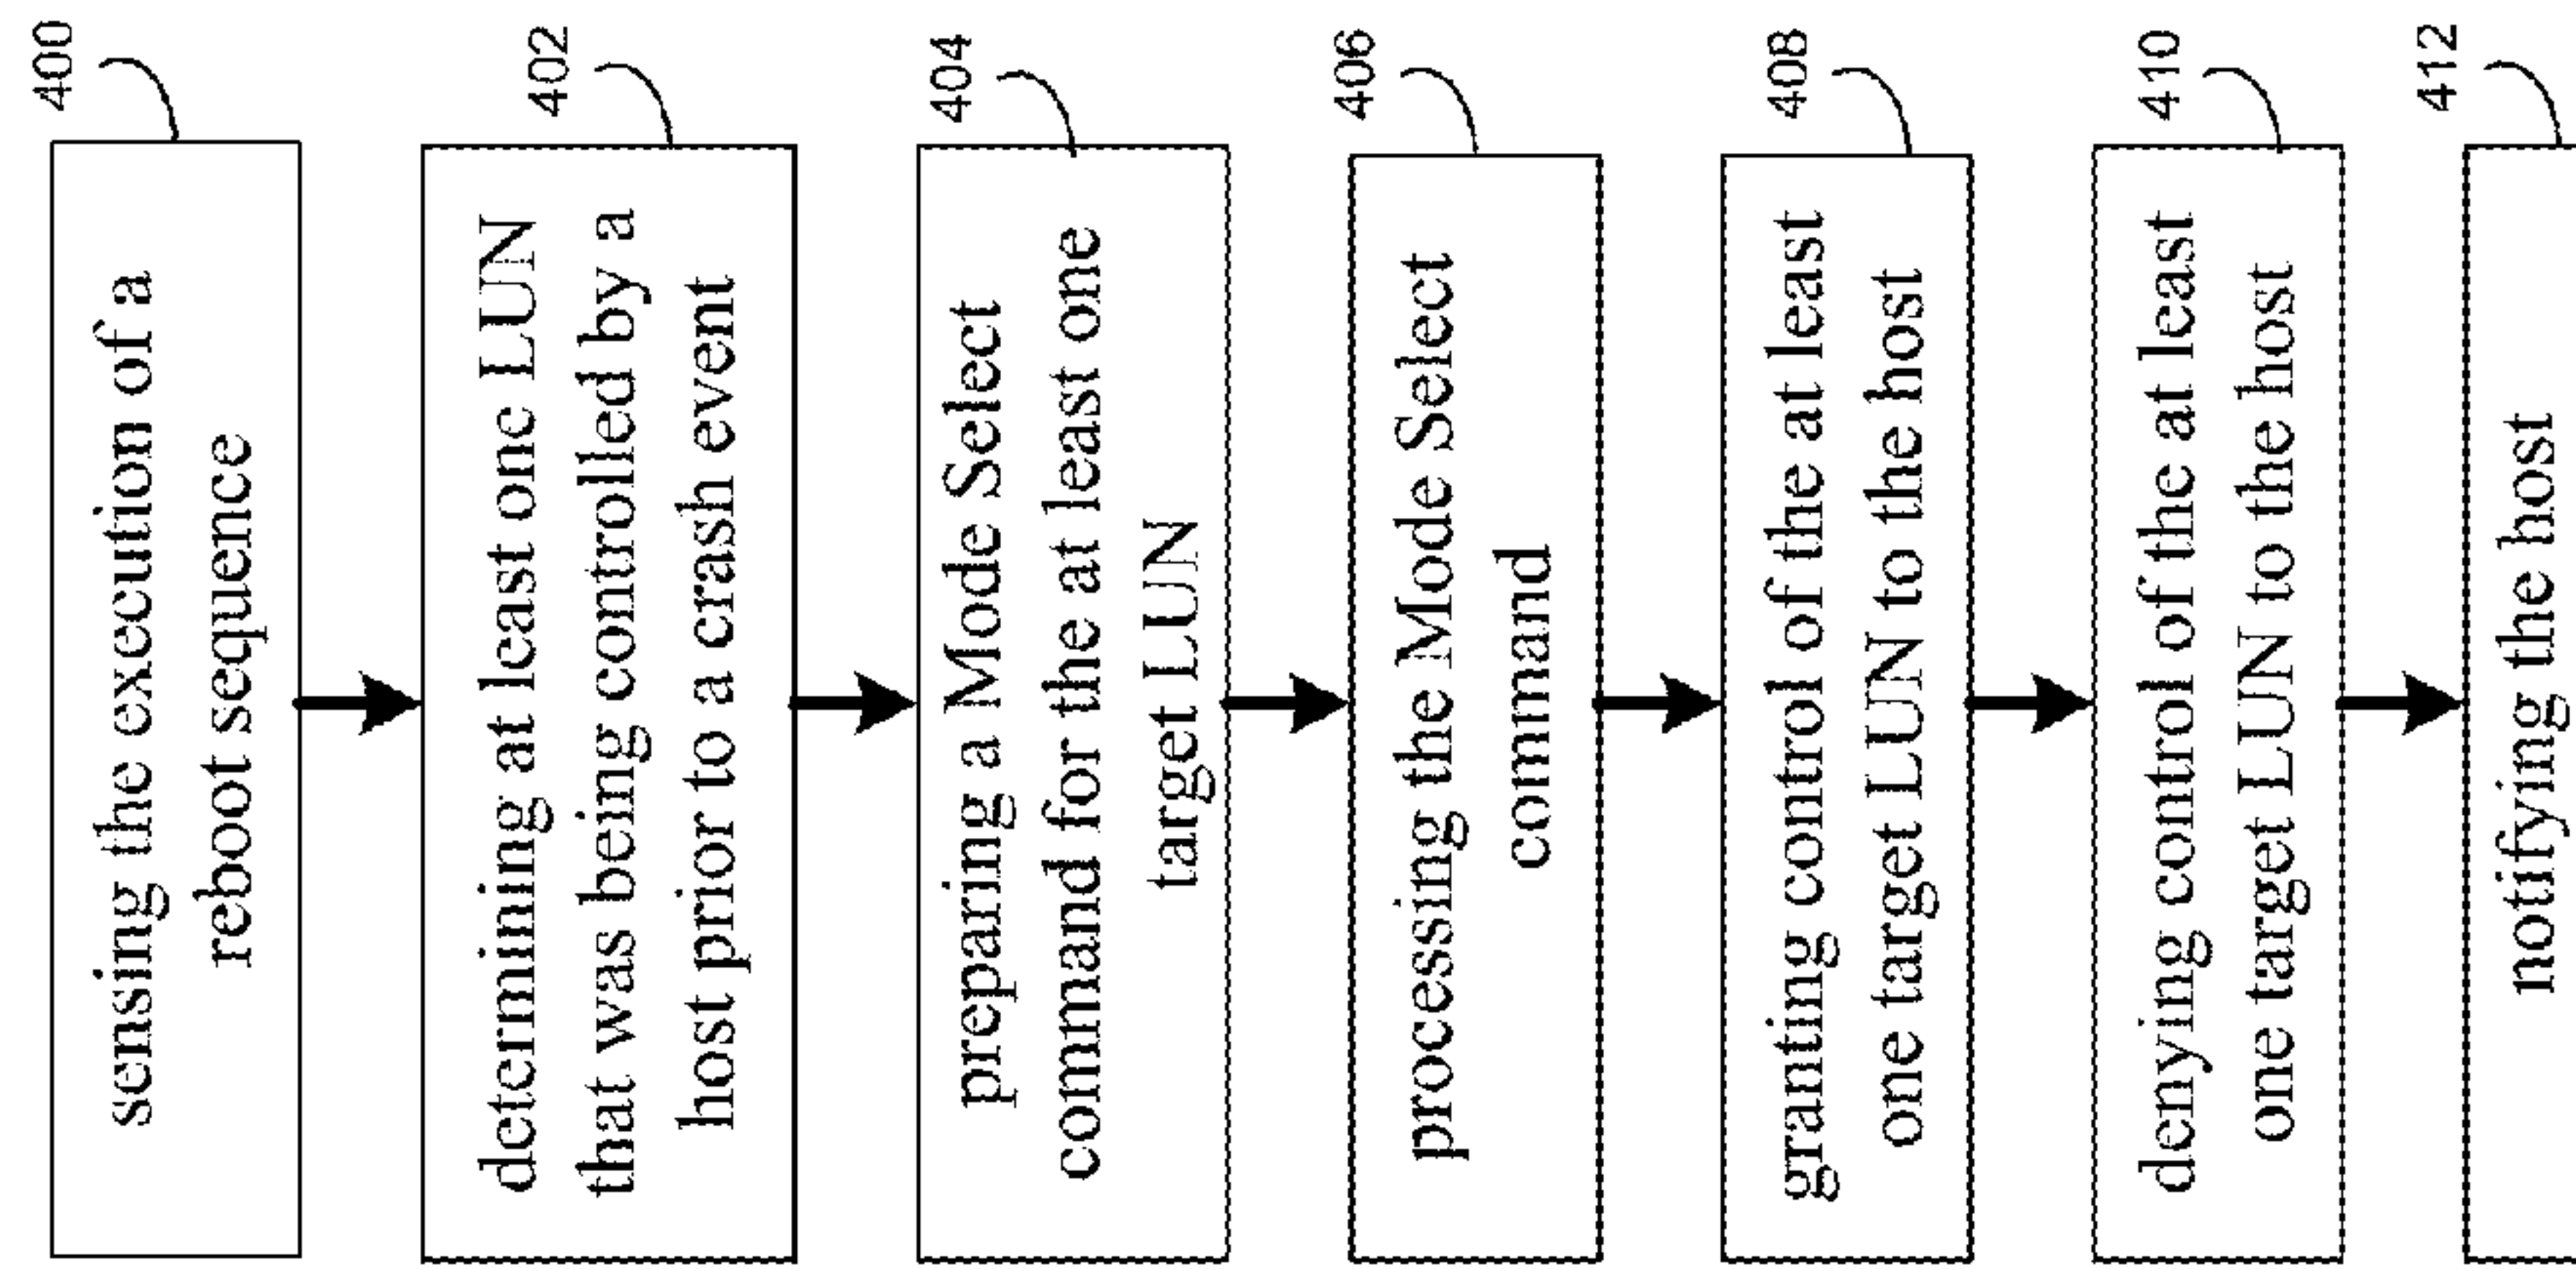 400
sensing the execution of a
reboot sequence
402
determining at least one LUN
that was being controlled by a
host prior to a crash event
404
preparing a Mode Select
command for the at least one
target LUN
406
processing the Mode Select
command
408
granting control of the at least
one target LUN to the host
410
denying control of the at least
one target LUN to the host
412
notifying the host